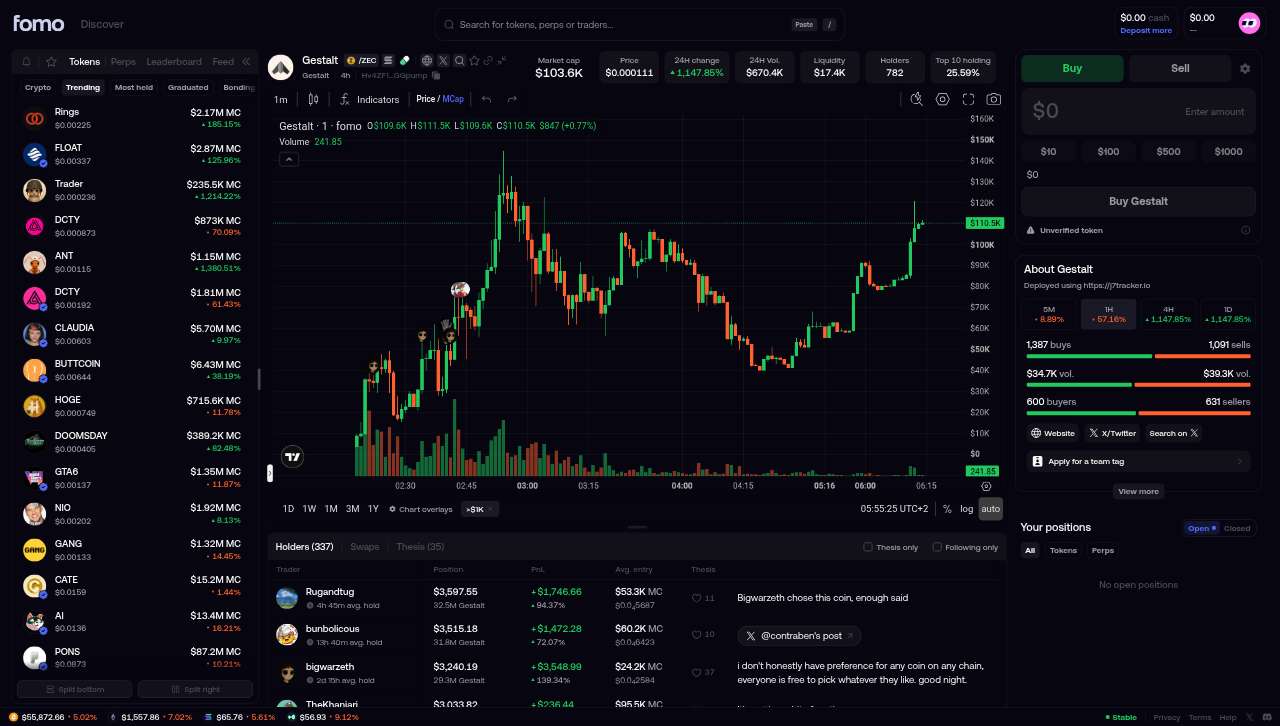 fomo Discover
Search for tokens, perps or traders... Paste /
$0.00 cash
Deposit more
$0.00
—
Tokens Perps Leaderboard Feed
Crypto Trending Most held Graduated Bonding
Rings $2.17M MC
$0.00225 185.15%
FLOAT $2.87M MC
$0.00337 125.96%
Trader $235.5K MC
$0.000236 1,214.22%
DCTY $873K MC
$0.000873 70.09%
ANT $1.15M MC
$0.00115 1,380.51%
DCTY $1.81M MC
$0.00192 61.43%
CLAUDIA $5.70M MC
$0.00603 9.97%
BUTTCOIN $6.43M MC
$0.00644 38.19%
HOGE $715.6K MC
$0.000749 11.78%
DOOMSDAY $389.2K MC
$0.000405 82.48%
GTA6 $1.35M MC
$0.00137 11.87%
NIO $1.92M MC
$0.00202 8.13%
GANG $1.32M MC
$0.00133 14.45%
CATE $15.2M MC
$0.0159 1.44%
AI $13.4M MC
$0.0136 16.21%
PONS $87.2M MC
$0.0873 10.21%
Split bottom Split right
Gestalt /ZEC
Gestalt 4h Hv4ZF1...GGpump
Market cap
$103.6K
Price
$0.000111
24H change
1,147.85%
24H Vol.
$670.4K
Liquidity
$17.4K
Holders
782
Top 10 holding
25.59%
1m Indicators Price / MCap
Gestalt · 1 · fomo O$109.6K H$111.5K L$109.6K C$110.5K $847 (+0.77%)
Volume 241.85
$160K
$150K
$140K
$130K
$120K
$110.5K
$100K
$90K
$80K
$70K
$60K
$50K
$40K
$30K
$20K
$10K
$0
241.85
02:30 02:45 03:00 03:15 04:00 04:15 05:16 06:00 06:15
1D 1W 1M 3M 1Y Chart overlays >$1K 05:55:25 UTC+2 % log auto
Holders (337) Swaps Thesis (35) Thesis only Following only
Trader Position PnL Avg. entry Thesis
Rugandtug $3,597.55 +$1,746.66 $53.3K MC
4h 45m avg. hold 32.5M Gestalt 94.37% $0.0₄5687
11 Bigwarzeth chose this coin, enough said
bunbolicous $3,515.18 +$1,472.28 $60.2K MC
13h 40m avg. hold 31.8M Gestalt 72.07% $0.0₄6423
10 @contraben's post
bigwarzeth $3,240.19 +$3,548.99 $24.2K MC
2d 15h avg. hold 29.3M Gestalt 139.34% $0.0₄2584
37 i don't honestly have preference for any coin on any chain,
everyone is free to pick whatever they like. good night.
TheKhanjari $3,033.82 +$236.44 $95.5K MC
Buy Sell
$0 Enter amount
$10 $100 $500 $1000
$0
Buy Gestalt
Unverified token
About Gestalt
Deployed using https://j7tracker.io
5M 1H 4H 1D
8.89% 57.16% 1,147.85% 1,147.85%
1,387 buys 1,091 sells
$34.7K vol. $39.3K vol.
600 buyers 631 sellers
Website X/Twitter Search on X
Apply for a team tag
View more
Your positions Open Closed
All Tokens Perps
No open positions
$55,872.66 5.02% $1,557.86 7.02% $65.76 5.61% $56.93 9.12% Stable Privacy Terms Help